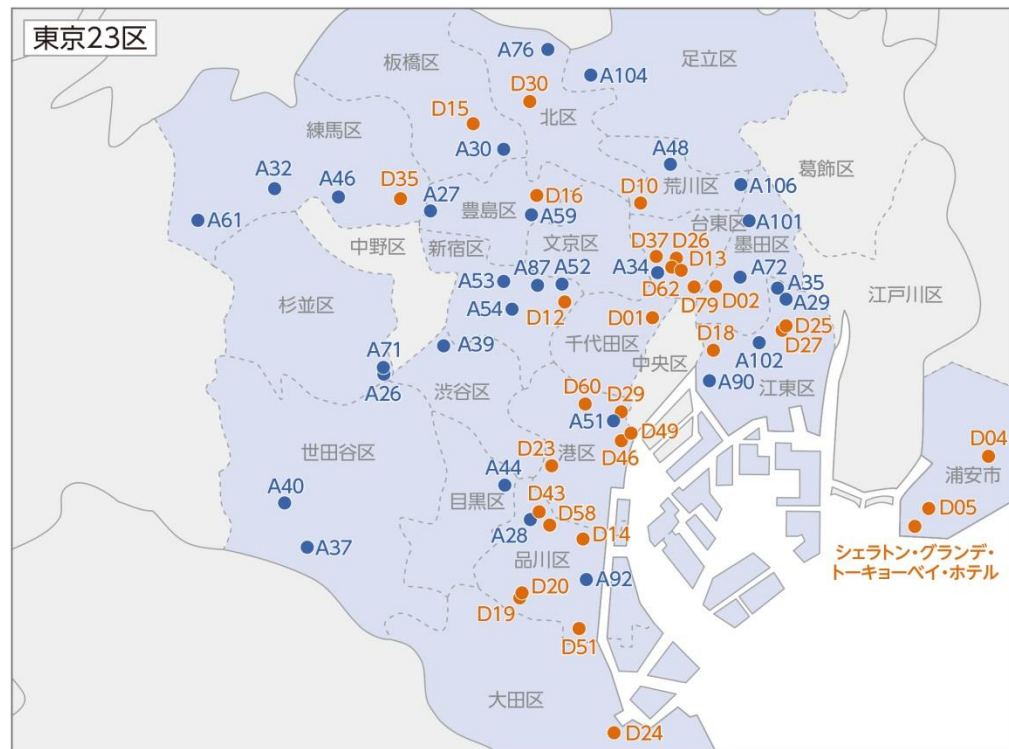 東京23区
A76
板橋区
A104
足立区
D30
D15
北区
練馬区
A30
A48
葛飾区
A32
A46
D35
A27
D16
D10
荒川区
A106
A61
豊島区
A59
台東区
A101
中野区
新宿区
文京区
D37
D26
墨田区
A53
A87
A52
A34
D13
A72
A35
江戸川区
杉並区
D62
D79
D02
A29
A54
D12
D01
D25
D18
D27
A39
千代田区
中央区
A102
A71
A90
江東区
A26
渋谷区
D60
D29
A51
D49
世田谷区
D23
港区
D46
D04
A44
浦安市
A40
目黒区
D43
D58
D05
A28
D14
A37
シェラトン・グランデ・
トーキョーベイ・ホテル
品川区
D20
A92
D19
D51
大田区
D24